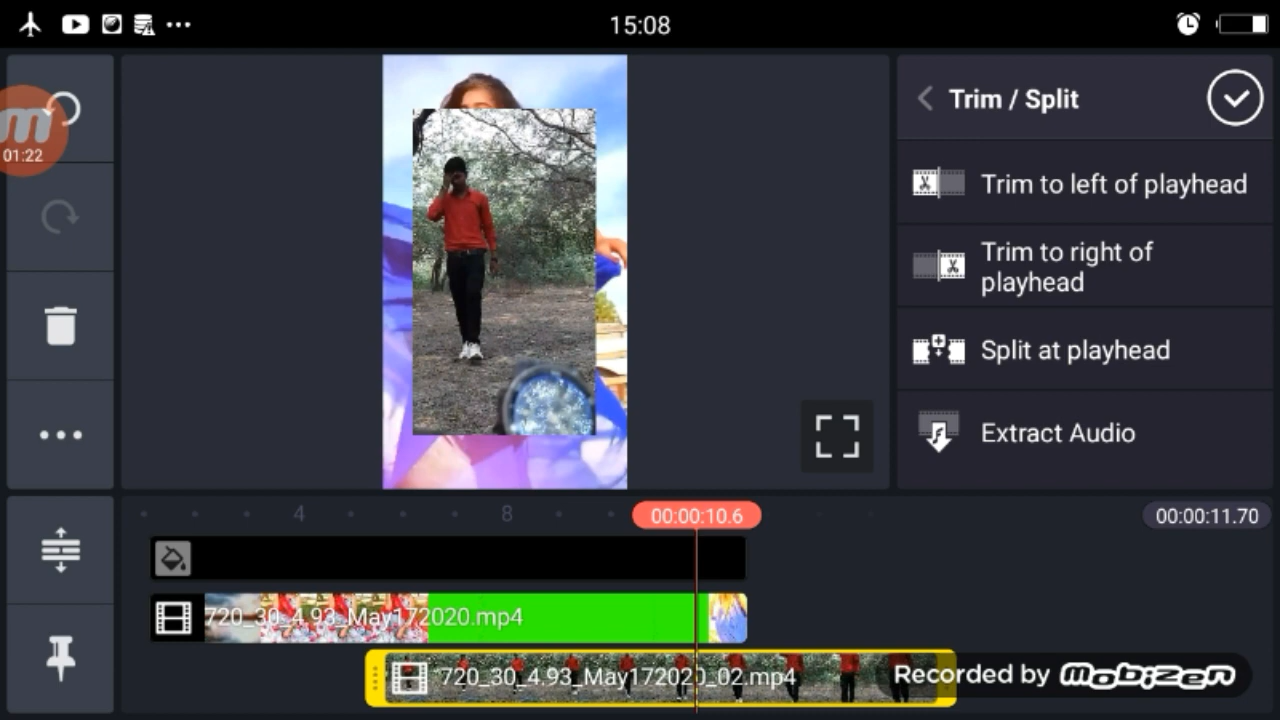 15:08
01:22
Trim / Split
Trim to left of playhead
Trim to right of
playhead
Split at playhead
Extract Audio
4
8
00:00:10.6
00:00:11.70
720_30_4.93_May172020.mp4
720_30_4.93_May172020_02.mp4
Recorded by mobizen